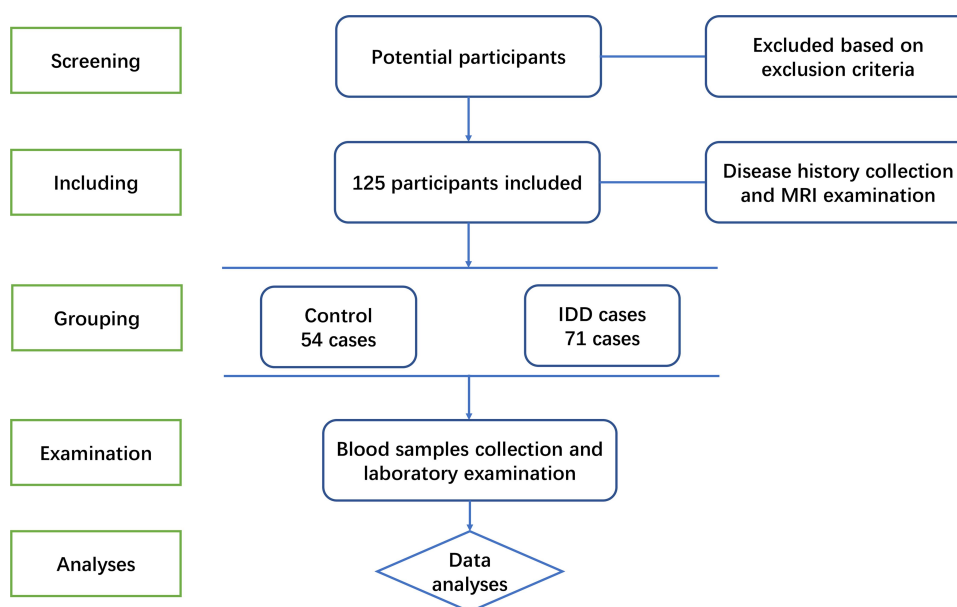 Screening
Potential participants
Excluded based on
exclusion criteria
Including
125 participants included
Disease history collection
and MRI examination
Grouping
Control
54 cases
IDD cases
71 cases
Examination
Blood samples collection and
laboratory examination
Analyses
Data
analyses